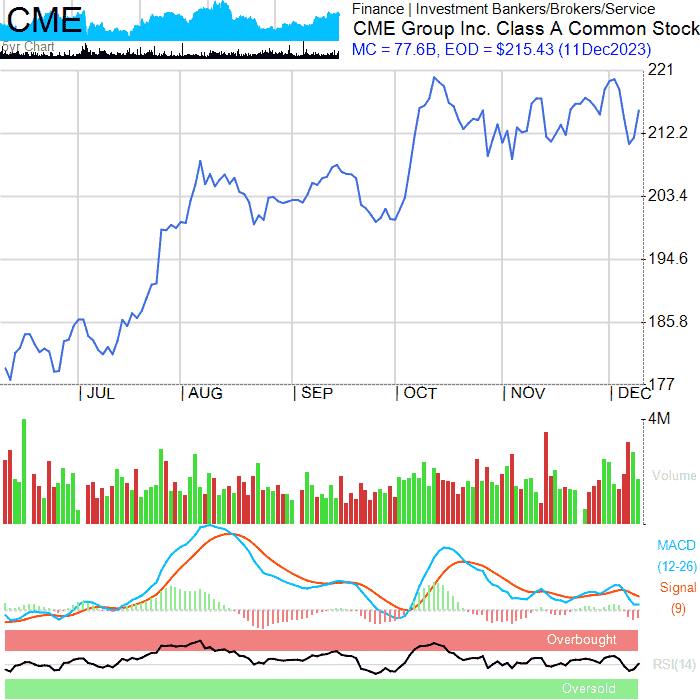 CME
5yr Chart
Finance | Investment Bankers/Brokers/Service
CME Group Inc. Class A Common Stock
MC = 77.6B, EOD = $215.43 (11Dec2023)
221
212.2
203.4
194.6
185.8
177
| JUL | AUG | SEP | OCT | NOV | DEC
4M
Volume
MACD
(12-26)
Signal
(9)
Overbought
RSI(14)
Oversold